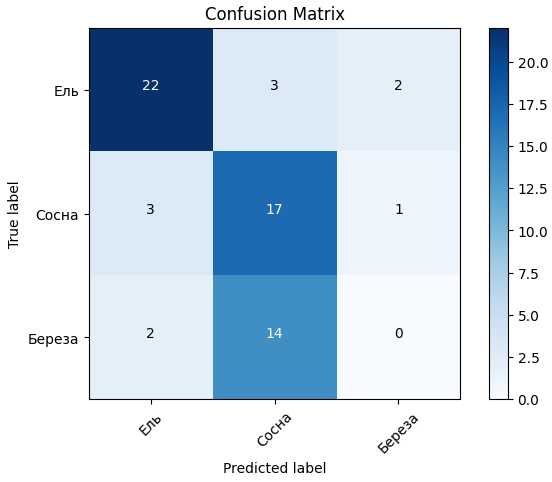 Confusion Matrix
True label
Ель
22
3
2
Сосна
3
17
1
Береза
2
14
0
Ель
Сосна
Береза
Predicted label
20.0
17.5
15.0
12.5
10.0
7.5
5.0
2.5
0.0